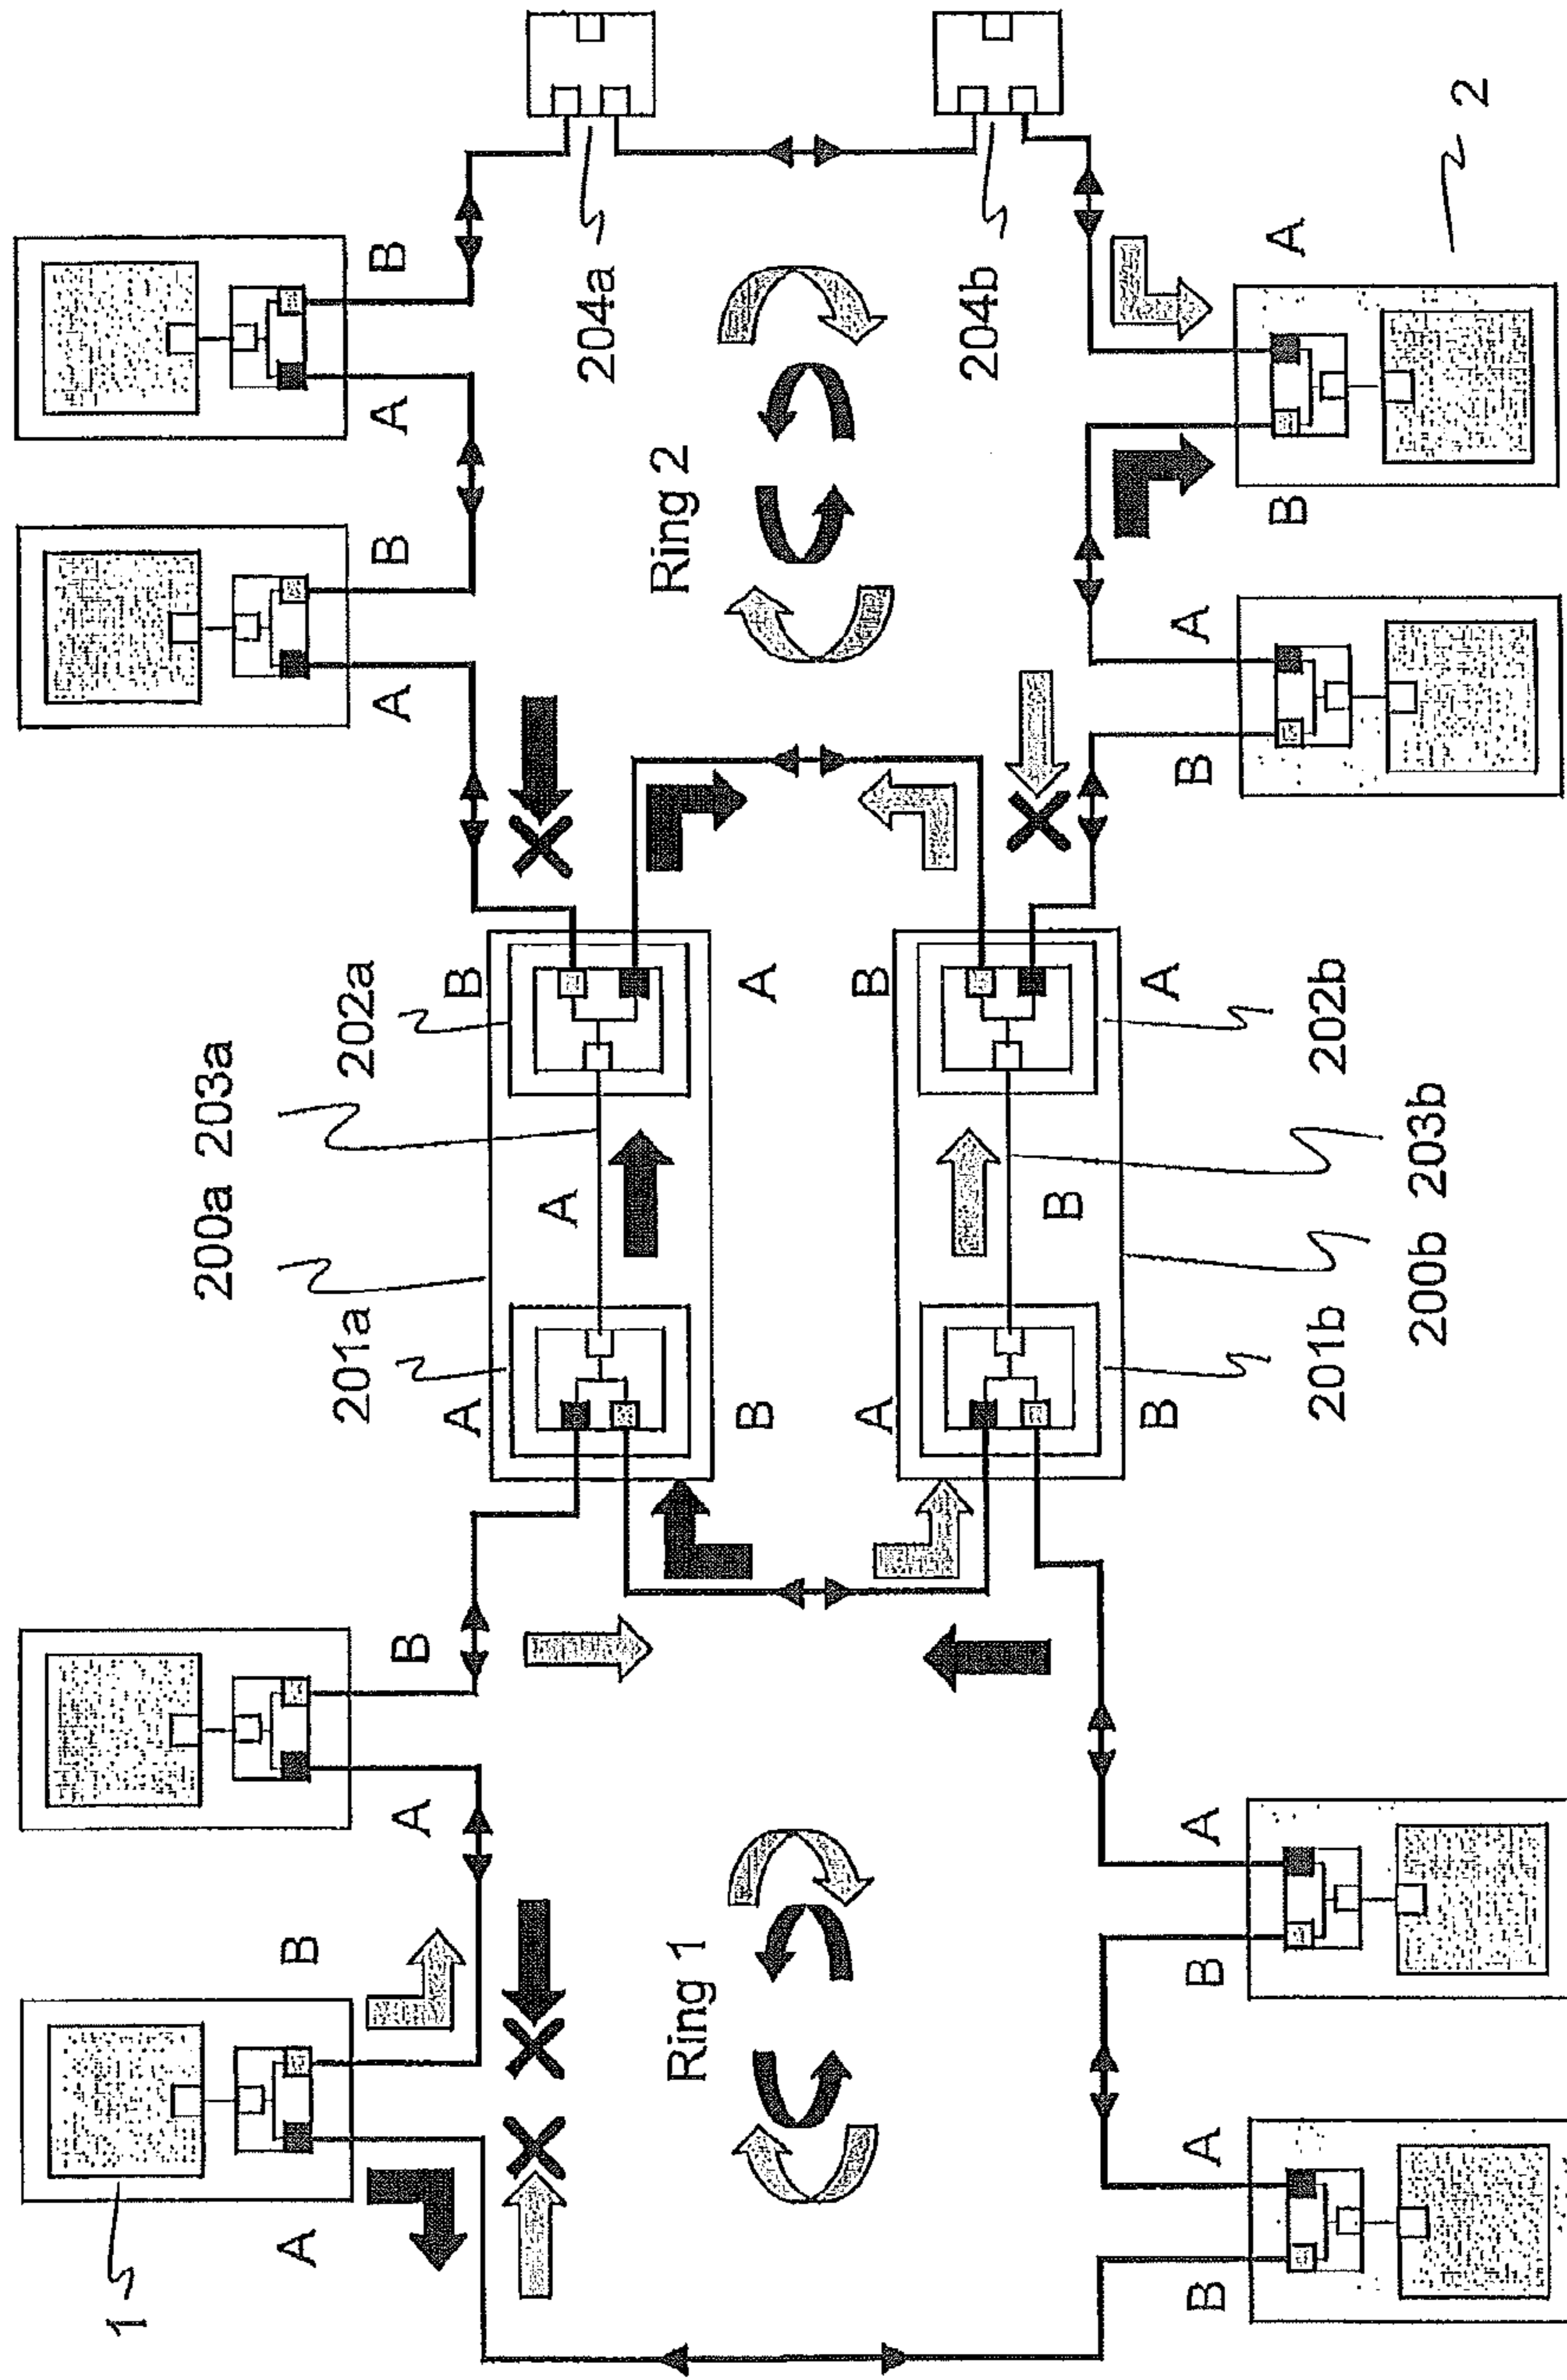 1
200a 203a
A B
201a 202a
A B A B A B
A B
A
204a
Ring 1 Ring 2
B A
A B
204b
B
B A
B A B A B A B A
201b 202b
200b 203b
2